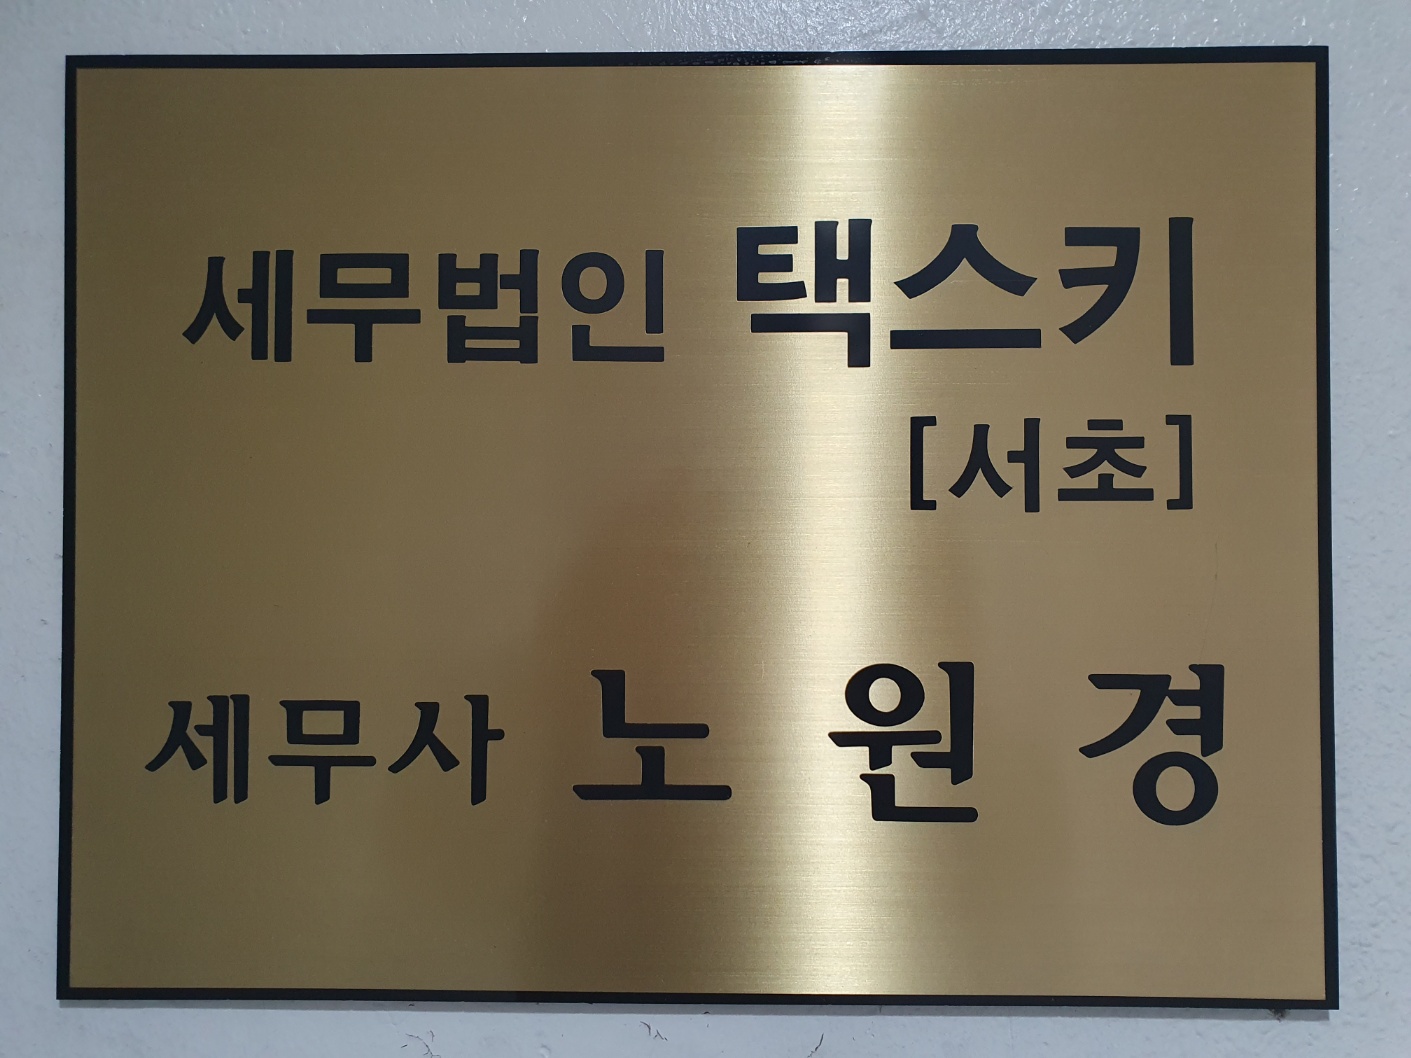 세무법인 택스키
[서초]
세무사 노 원 경